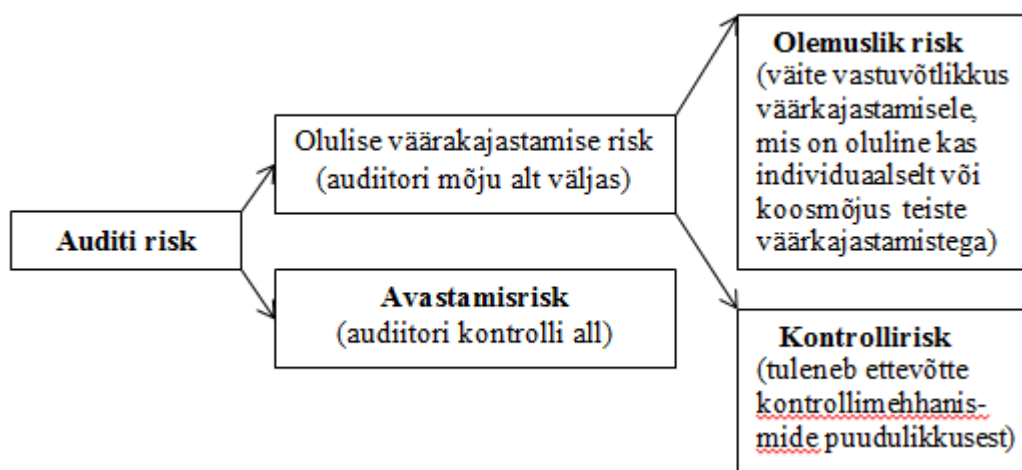 Auditi risk
Olulise väärakajastamise risk
(audiitori mõju alt väljas)
Avastamisrisk
(audiitori kontrolli all)
Olemuslik risk
(väite vastuvõtlikkus
väärkajastamisele,
mis on oluline kas
individuaalselt või
koosmõjus teiste
väärkajastamistega)
Kontrollirisk
(tuleneb ettevõtte
kontrollimehhanis-
mide puudulikkusest)